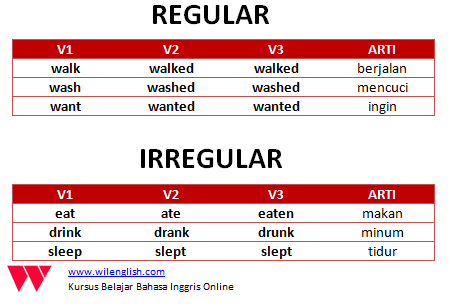 REGULAR
V1 V2 V3 ARTI
walk walked walked berjalan
wash washed washed mencuci
want wanted wanted ingin
IRREGULAR
V1 V2 V3 ARTI
eat ate eaten makan
drink drank drunk minum
sleep slept slept tidur
www.wilenglish.com
Kursus Belajar Bahasa Inggris Online